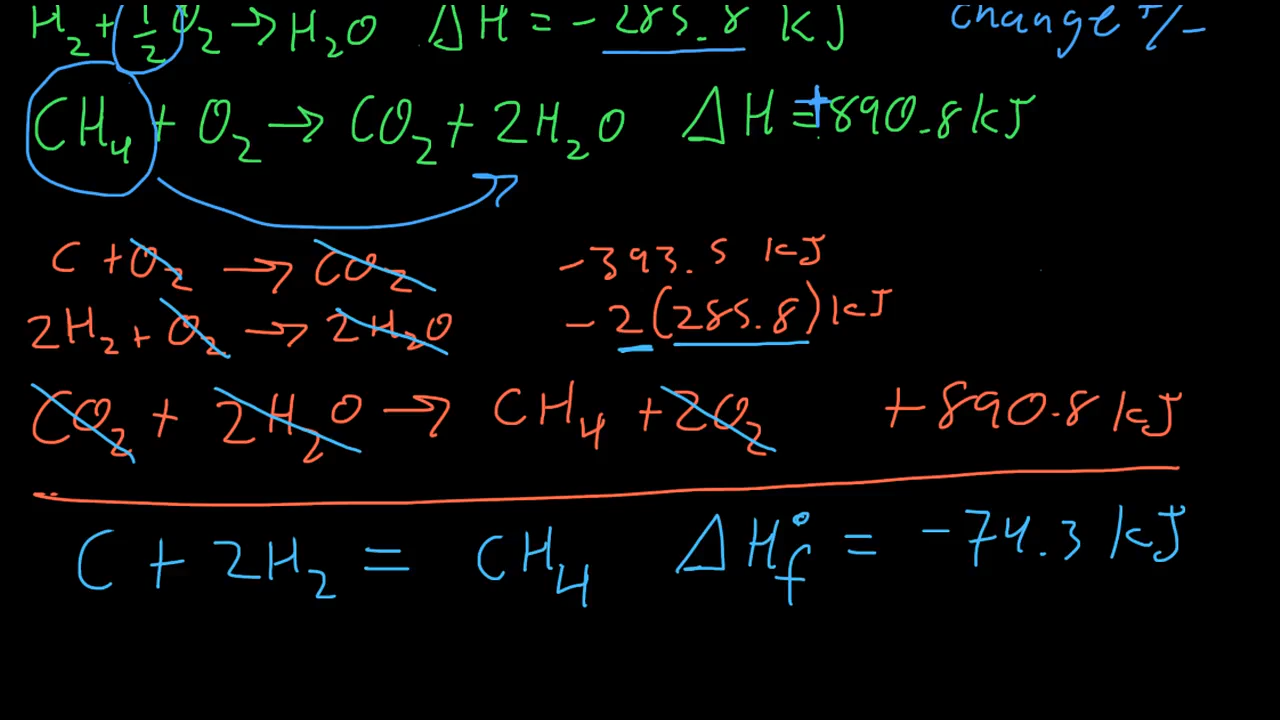 H₂ + ½O₂ → H₂O ΔH = -285.8 kJ change +/-
CH₄ + O₂ → CO₂ + 2H₂O ΔH = +890.8 kJ
C + O₂ → CO₂ -393.5 kJ
2H₂ + O₂ → 2H₂O -2(285.8) kJ
CO₂ + 2H₂O → CH₄ + 2O₂ +890.8 kJ
C + 2H₂ = CH₄ ΔH°f = -74.3 kJ